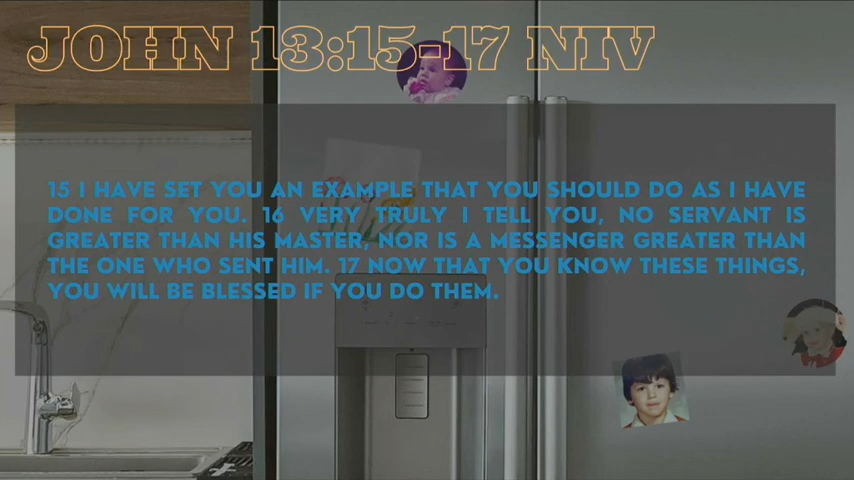 JOHN 13:15-17 NIV
15 I HAVE SET YOU AN EXAMPLE THAT YOU SHOULD DO AS I HAVE
DONE FOR YOU. 16 VERY TRULY I TELL YOU, NO SERVANT IS
GREATER THAN HIS MASTER, NOR IS A MESSENGER GREATER THAN
THE ONE WHO SENT HIM. 17 NOW THAT YOU KNOW THESE THINGS,
YOU WILL BE BLESSED IF YOU DO THEM.